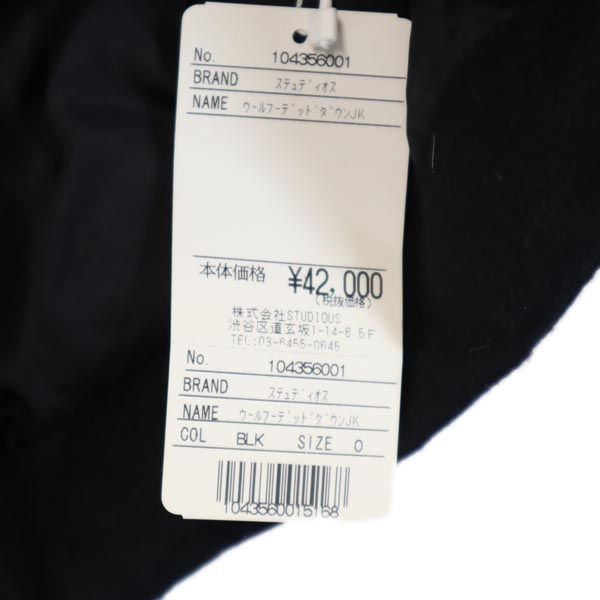 No. 104356001
BRAND ｽﾃｭﾃﾞｨｵｽ
NAME ｳｰﾙﾌｰﾃﾞｯﾄﾞﾀﾞｳﾝJK
本体価格 ¥42,000
(税抜価格)
株式会社STUDIOUS
渋谷区道玄坂1-14-6 5F
TEL:03-6455-0645
No. 104356001
BRAND ｽﾃｭﾃﾞｨｵｽ
NAME ｳｰﾙﾌｰﾃﾞｯﾄﾞﾀﾞｳﾝJK
COL BLK SIZE 0
1043560015168